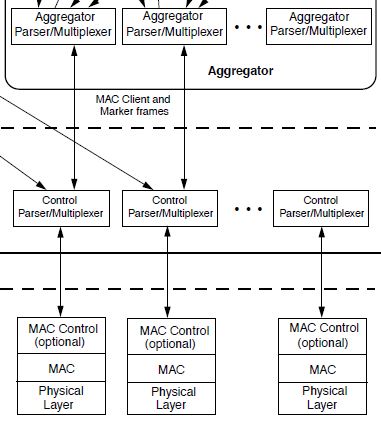 Aggregator Parser/Multiplexer
Aggregator Parser/Multiplexer
• • •
Aggregator Parser/Multiplexer
Aggregator
MAC Client and
Marker frames
Control
Parser/Multiplexer
Control
Parser/Multiplexer
• • •
Control
Parser/Multiplexer
MAC Control
(optional)
MAC
Physical
Layer
MAC Control
(optional)
MAC
Physical
Layer
MAC Control
(optional)
MAC
Physical
Layer